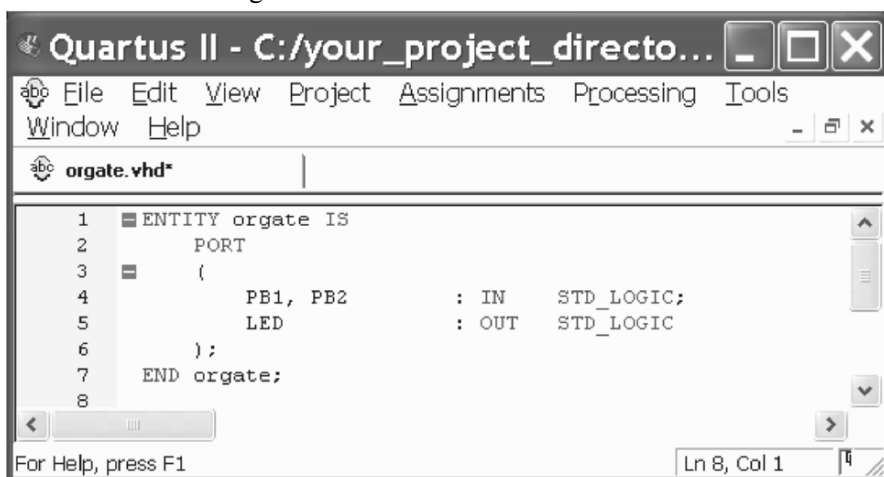 Quartus II - C:/your_project_directo...
File Edit View Project Assignments Processing Tools
Window Help
orgate.vhd*
1 ENTITY orgate IS
2 PORT
3 (
4 PB1, PB2 : IN STD_LOGIC;
5 LED : OUT STD_LOGIC
6 );
7 END orgate;
8
For Help, press F1 Ln 8, Col 1